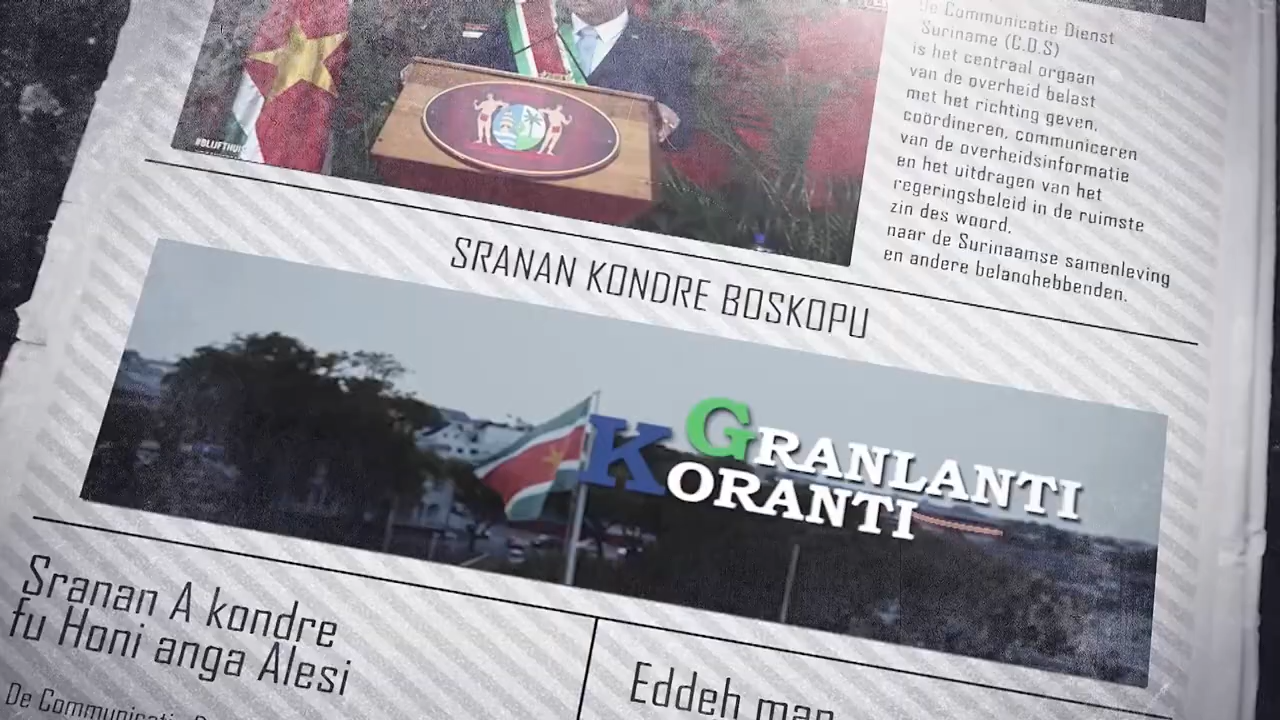 De Communicatie Dienst
Suriname (C.D.S)
is het centraal orgaan
van de overheid belast
met het richting geven,
coördineren, communiceren
van de overheidsinformatie
en het uitdragen van het
regeringsbeleid in de ruimste
zin des woord.
naar de Surinaamse samenleving
en andere belanghebbenden.
SRANAN KONDRE BOSKOPU
GRANLANTI
KORANTI
Sranan A kondre
fu Honi anga Alesi
Eddeh man
De